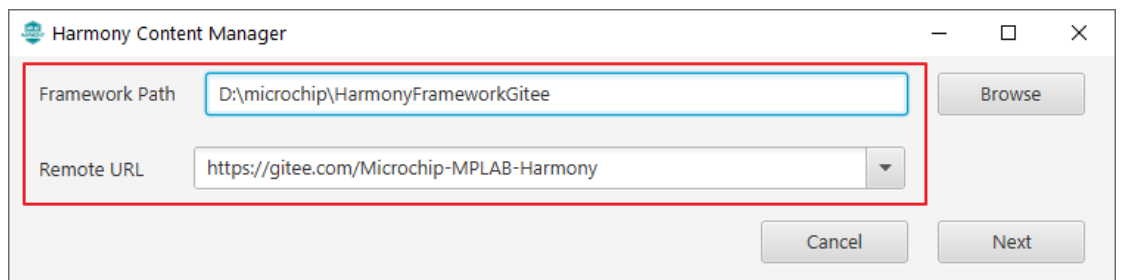 Harmony Content Manager
Framework Path D:\microchip\HarmonyFrameworkGitee Browse
Remote URL https://gitee.com/Microchip-MPLAB-Harmony
Cancel Next